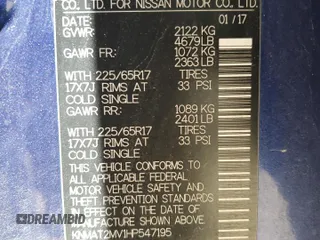 CO. LTD. FOR NISSAN MOTOR CO. LTD.
DATE: 01/17
GVWR: 2122 KG
4679LB
GAWR FR: 1072 KG
2363LB
WITH 225/65R17 TIRES
17X7J RIMS AT 33 PSI
COLD SINGLE
GAWR RR: 1089 KG
2401LB
WITH 225/65R17 TIRES
17X7J RIMS AT 33 PSI
COLD SINGLE
THIS VEHICLE CONFORMS TO ALL
APPLICABLE FEDERAL MOTOR
VEHICLE SAFETY, BUMPER, AND
THEFT PREVENTION STANDARDS
IN EFFECT ON THE DATE OF
MANUFACTURE SHOWN ABOVE.
KNMAT2MV1HP547195
DREAMBID